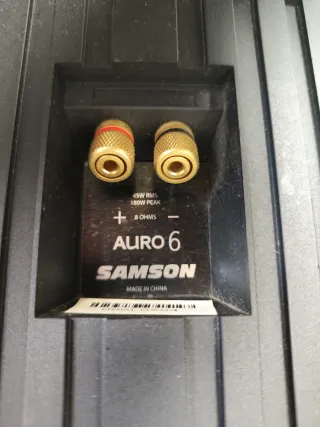 45W RMS
180W PEAK
+ 8 OHMS -
AURO 6
SAMSON
MADE IN CHINA